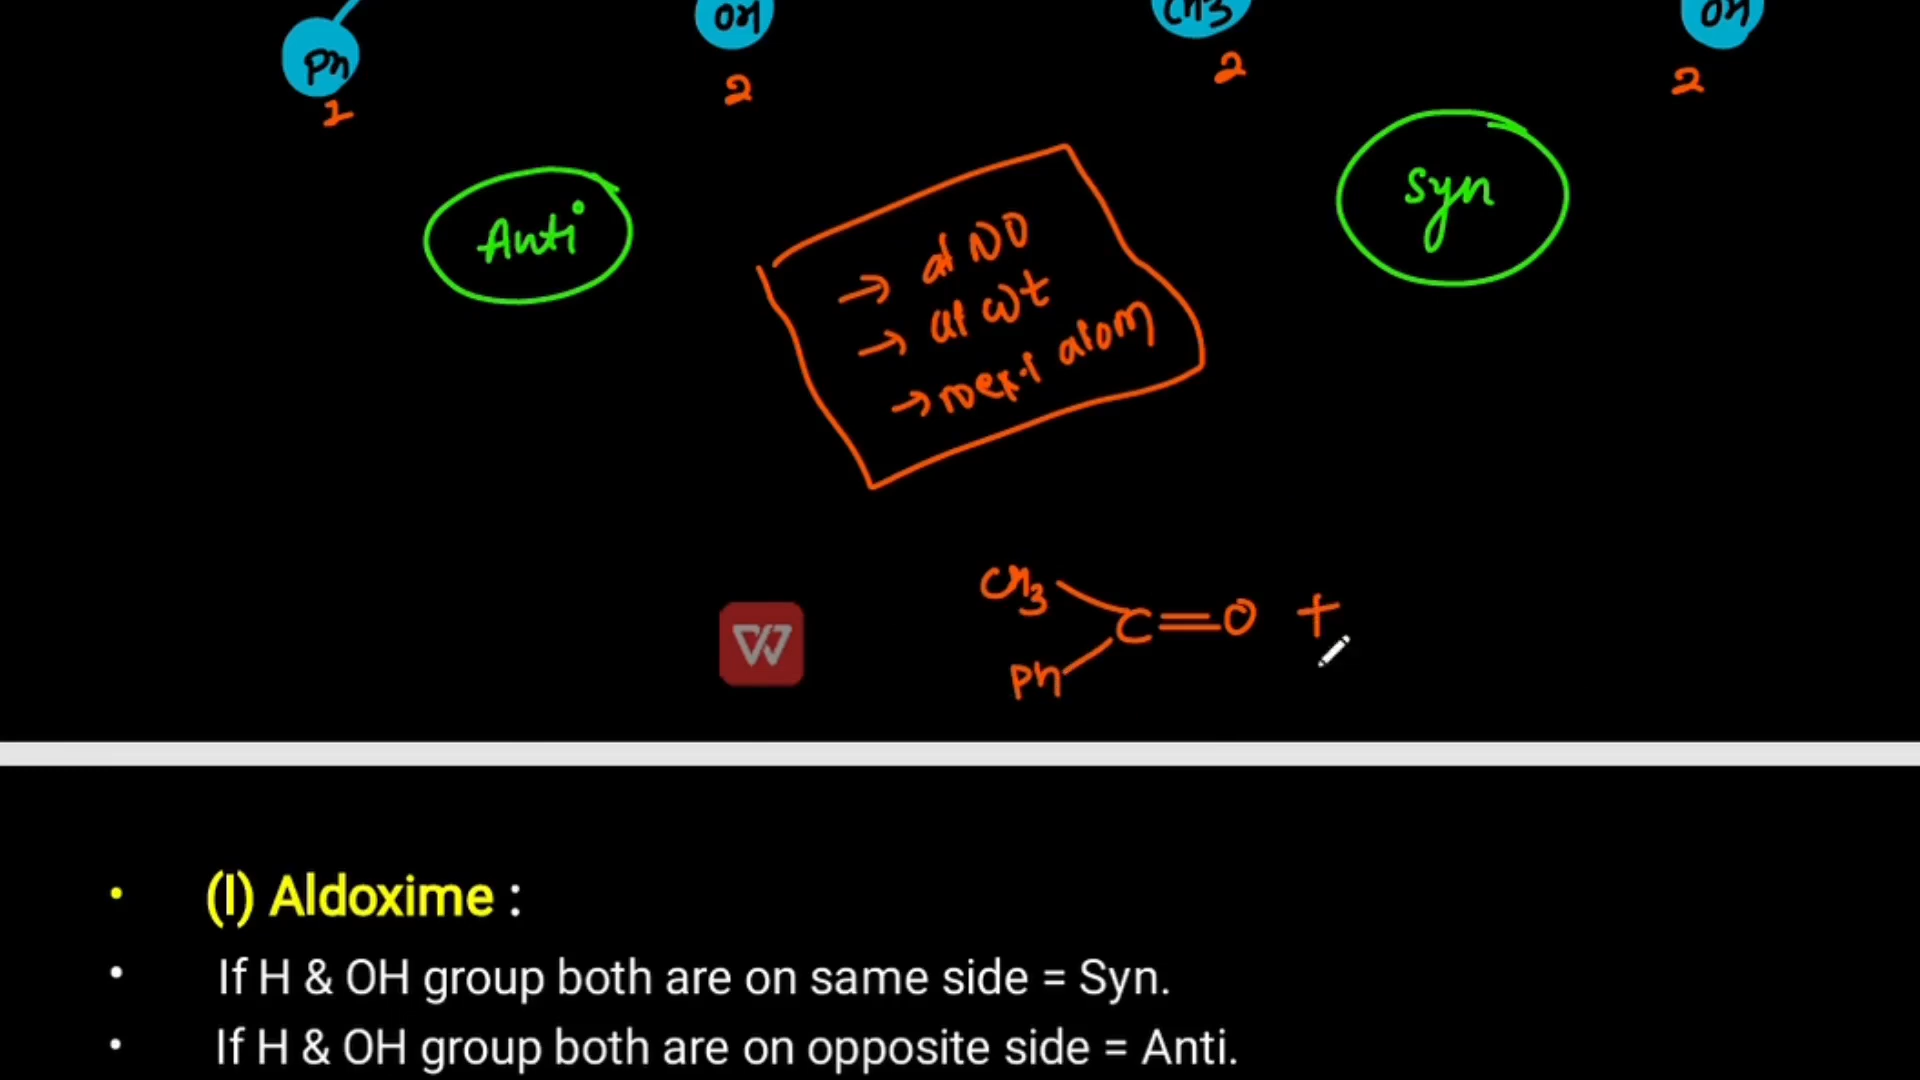 Ph
OH
CH3
OH
1
2
2
2
Anti
Syn
→ at NO
→ at wt
→ next atom
CH3
C=O +
Ph
W
• (I) Aldoxime :
• If H & OH group both are on same side = Syn.
• If H & OH group both are on opposite side = Anti.